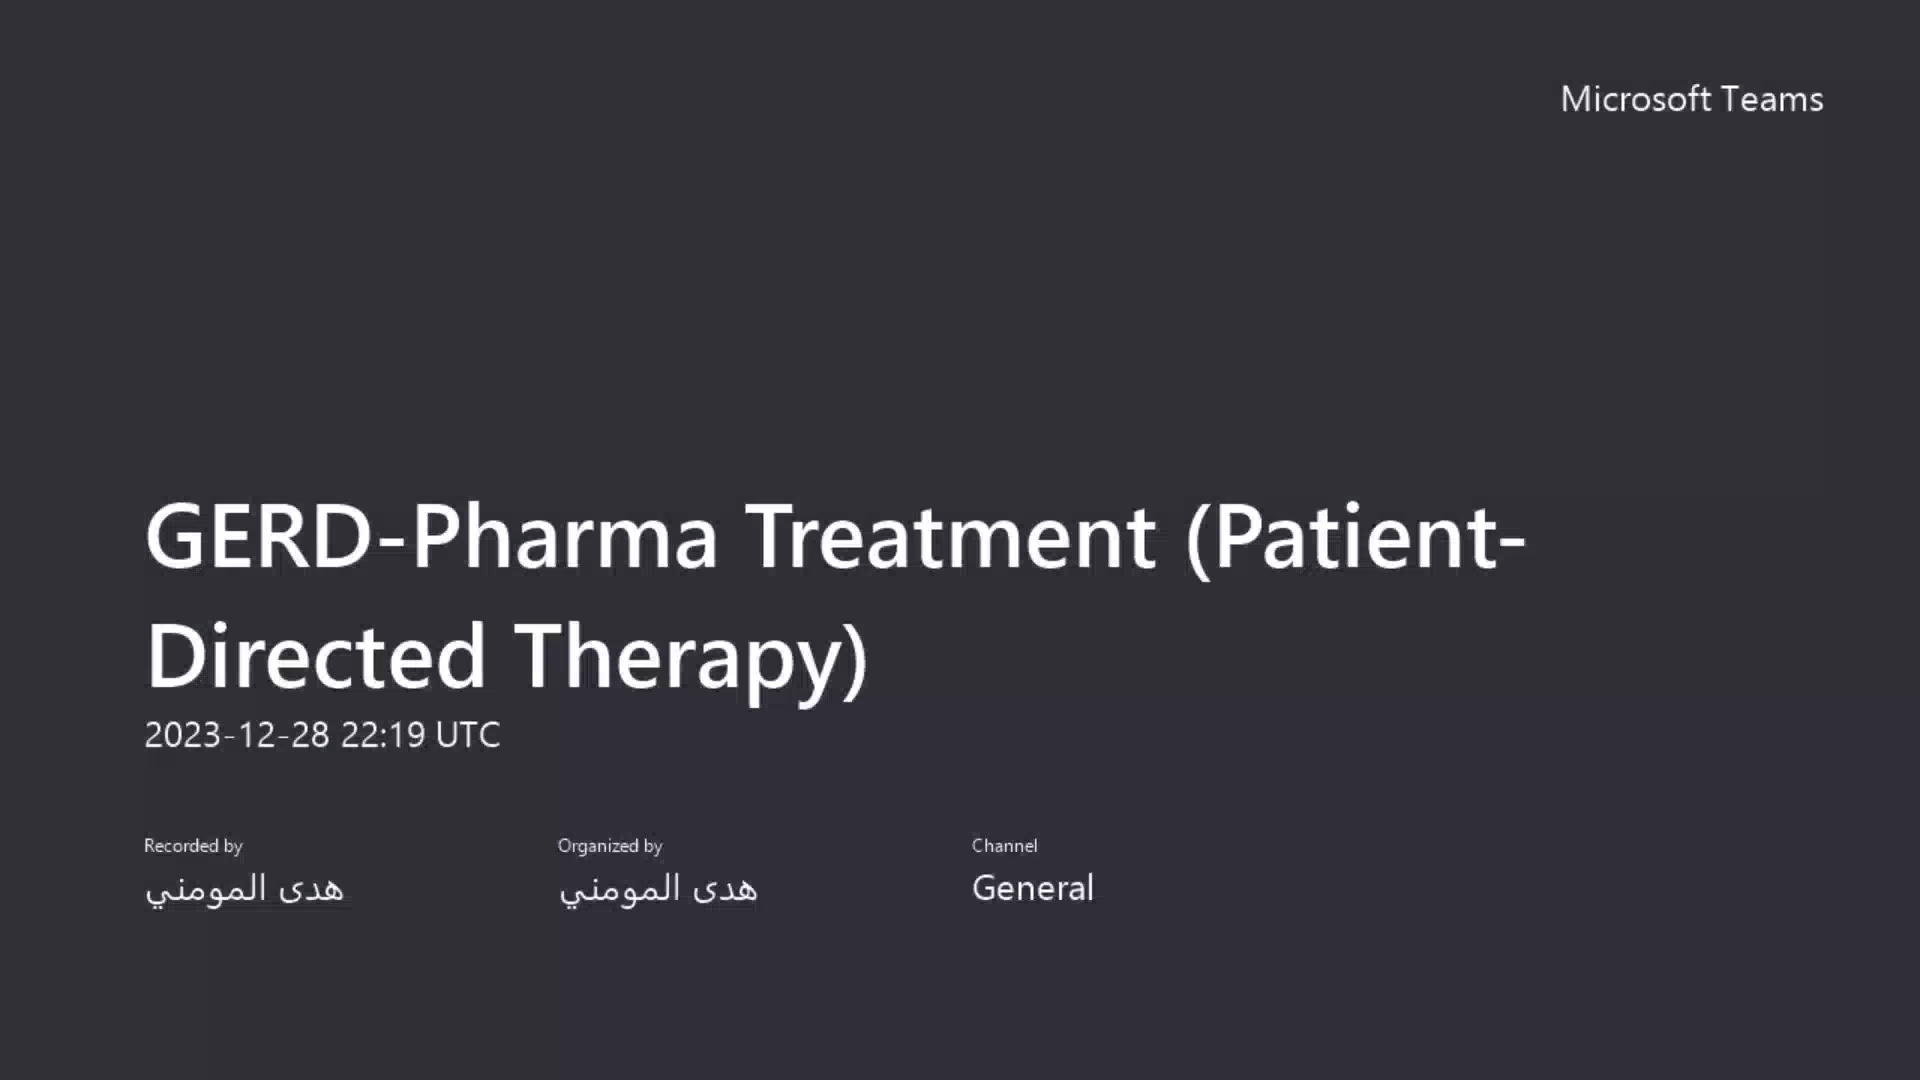 Microsoft Teams
GERD-Pharma Treatment (Patient-
Directed Therapy)
2023-12-28 22:19 UTC
Recorded by
هدى المومني
Organized by
هدى المومني
Channel
General